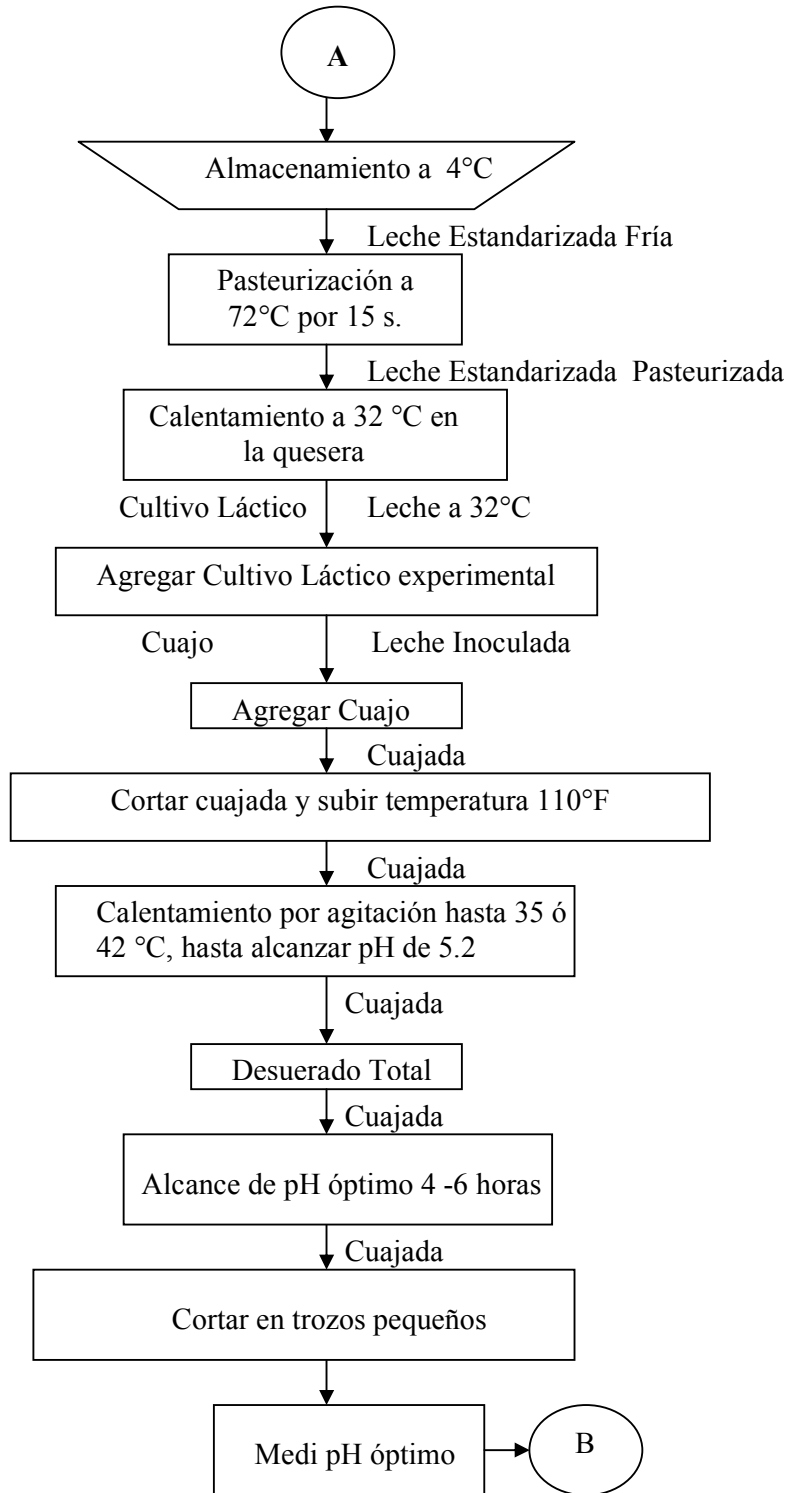 A
Almacenamiento a 4°C
Leche Estandarizada Fría
Pasteurización a
72°C por 15 s.
Leche Estandarizada Pasteurizada
Calentamiento a 32 °C en
la quesera
Cultivo Láctico
Leche a 32°C
Agregar Cultivo Láctico experimental
Cuajo
Leche Inoculada
Agregar Cuajo
Cuajada
Cortar cuajada y subir temperatura 110°F
Cuajada
Calentamiento por agitación hasta 35 ó
42 °C, hasta alcanzar pH de 5.2
Cuajada
Desuerado Total
Cuajada
Alcance de pH óptimo 4 -6 horas
Cuajada
Cortar en trozos pequeños
Medi pH óptimo
B